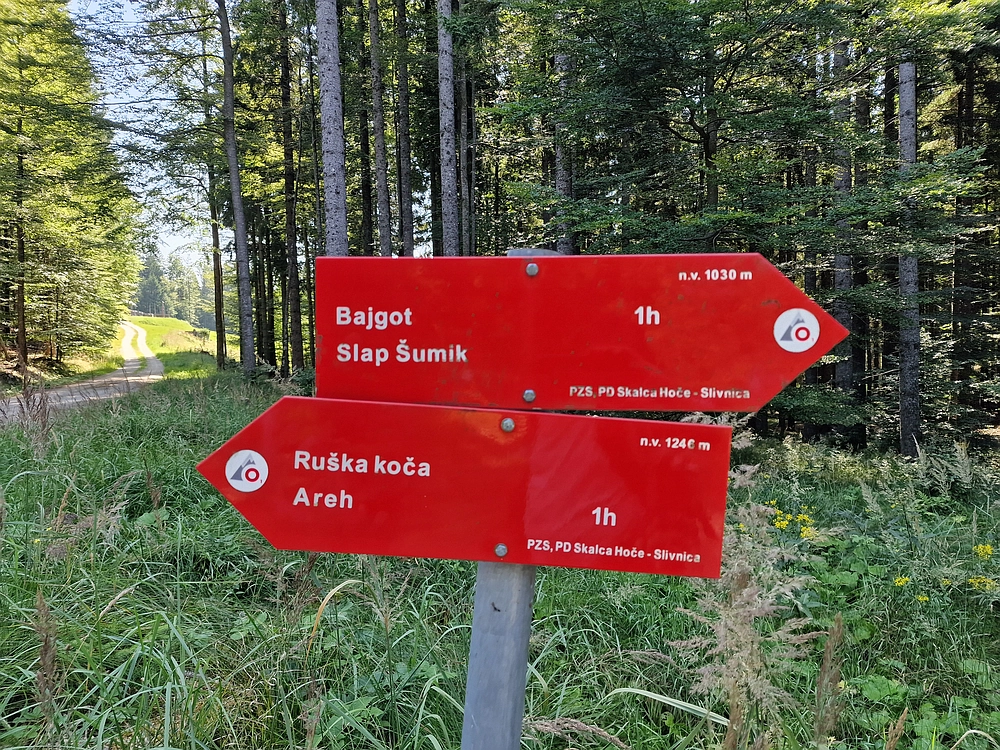 n.v. 1030 m
Bajgot 1h
Slap Šumik
PZS, PD Skalca Hoče - Slivnica
n.v. 1246 m
Ruška koča
Areh
1h
PZS, PD Skalca Hoče - Slivnica